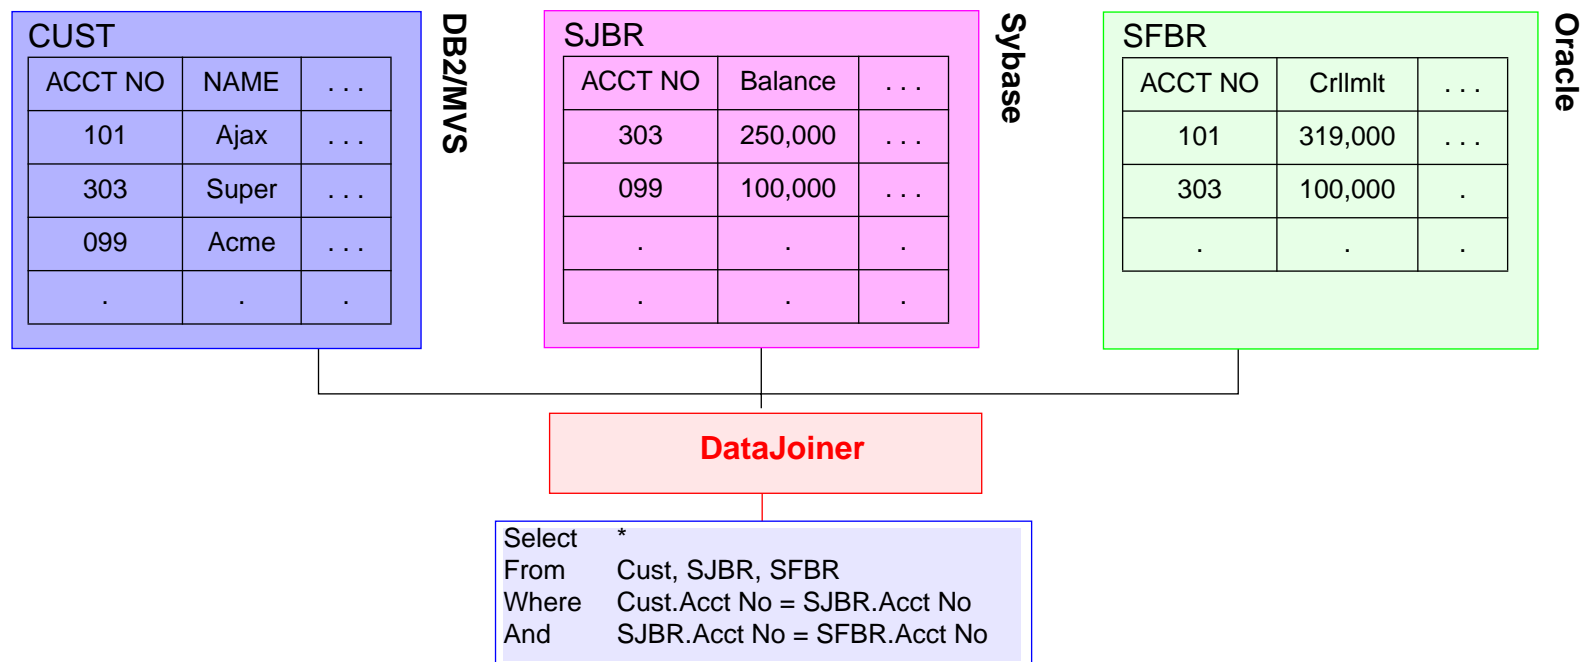 CUST
ACCT NO NAME . . .
101 Ajax . . .
303 Super . . .
099 Acme . . .
. . .
DB2/MVS
SJBR
ACCT NO Balance . . .
303 250,000 . . .
099 100,000 . . .
. . .
. . .
Sybase
SFBR
ACCT NO CrlImIt . . .
101 319,000 . . .
303 100,000 .
. . .
Oracle
DataJoiner
Select *
From Cust, SJBR, SFBR
Where Cust.Acct No = SJBR.Acct No
And SJBR.Acct No = SFBR.Acct No